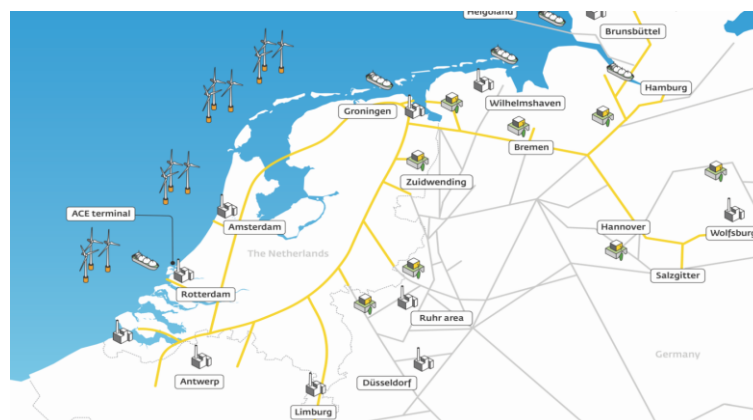 Helgoland
Brunsbüttel
Hamburg
Wilhelmshaven
Groningen
Bremen
Zuidwending
ACE terminal
Amsterdam
The Netherlands
Hannover
Wolfsburg
Salzgitter
Rotterdam
Ruhr area
Germany
Antwerp
Düsseldorf
Limburg